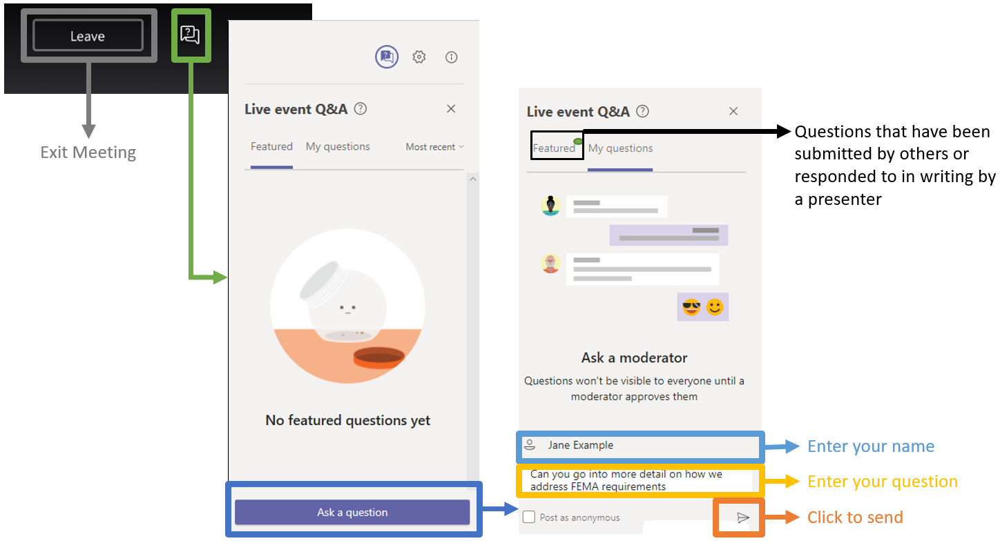 Leave
Exit Meeting
Live event Q&A
Featured
My questions
Most recent
No featured questions yet
Ask a question
Live event Q&A
Featured
My questions
Questions that have been
submitted by others or
responded to in writing by
a presenter
Ask a moderator
Questions won't be visible to everyone until a
moderator approves them
Jane Example
Enter your name
Can you go into more detail on how we
address FEMA requirements
Enter your question
Post as anonymous
Click to send